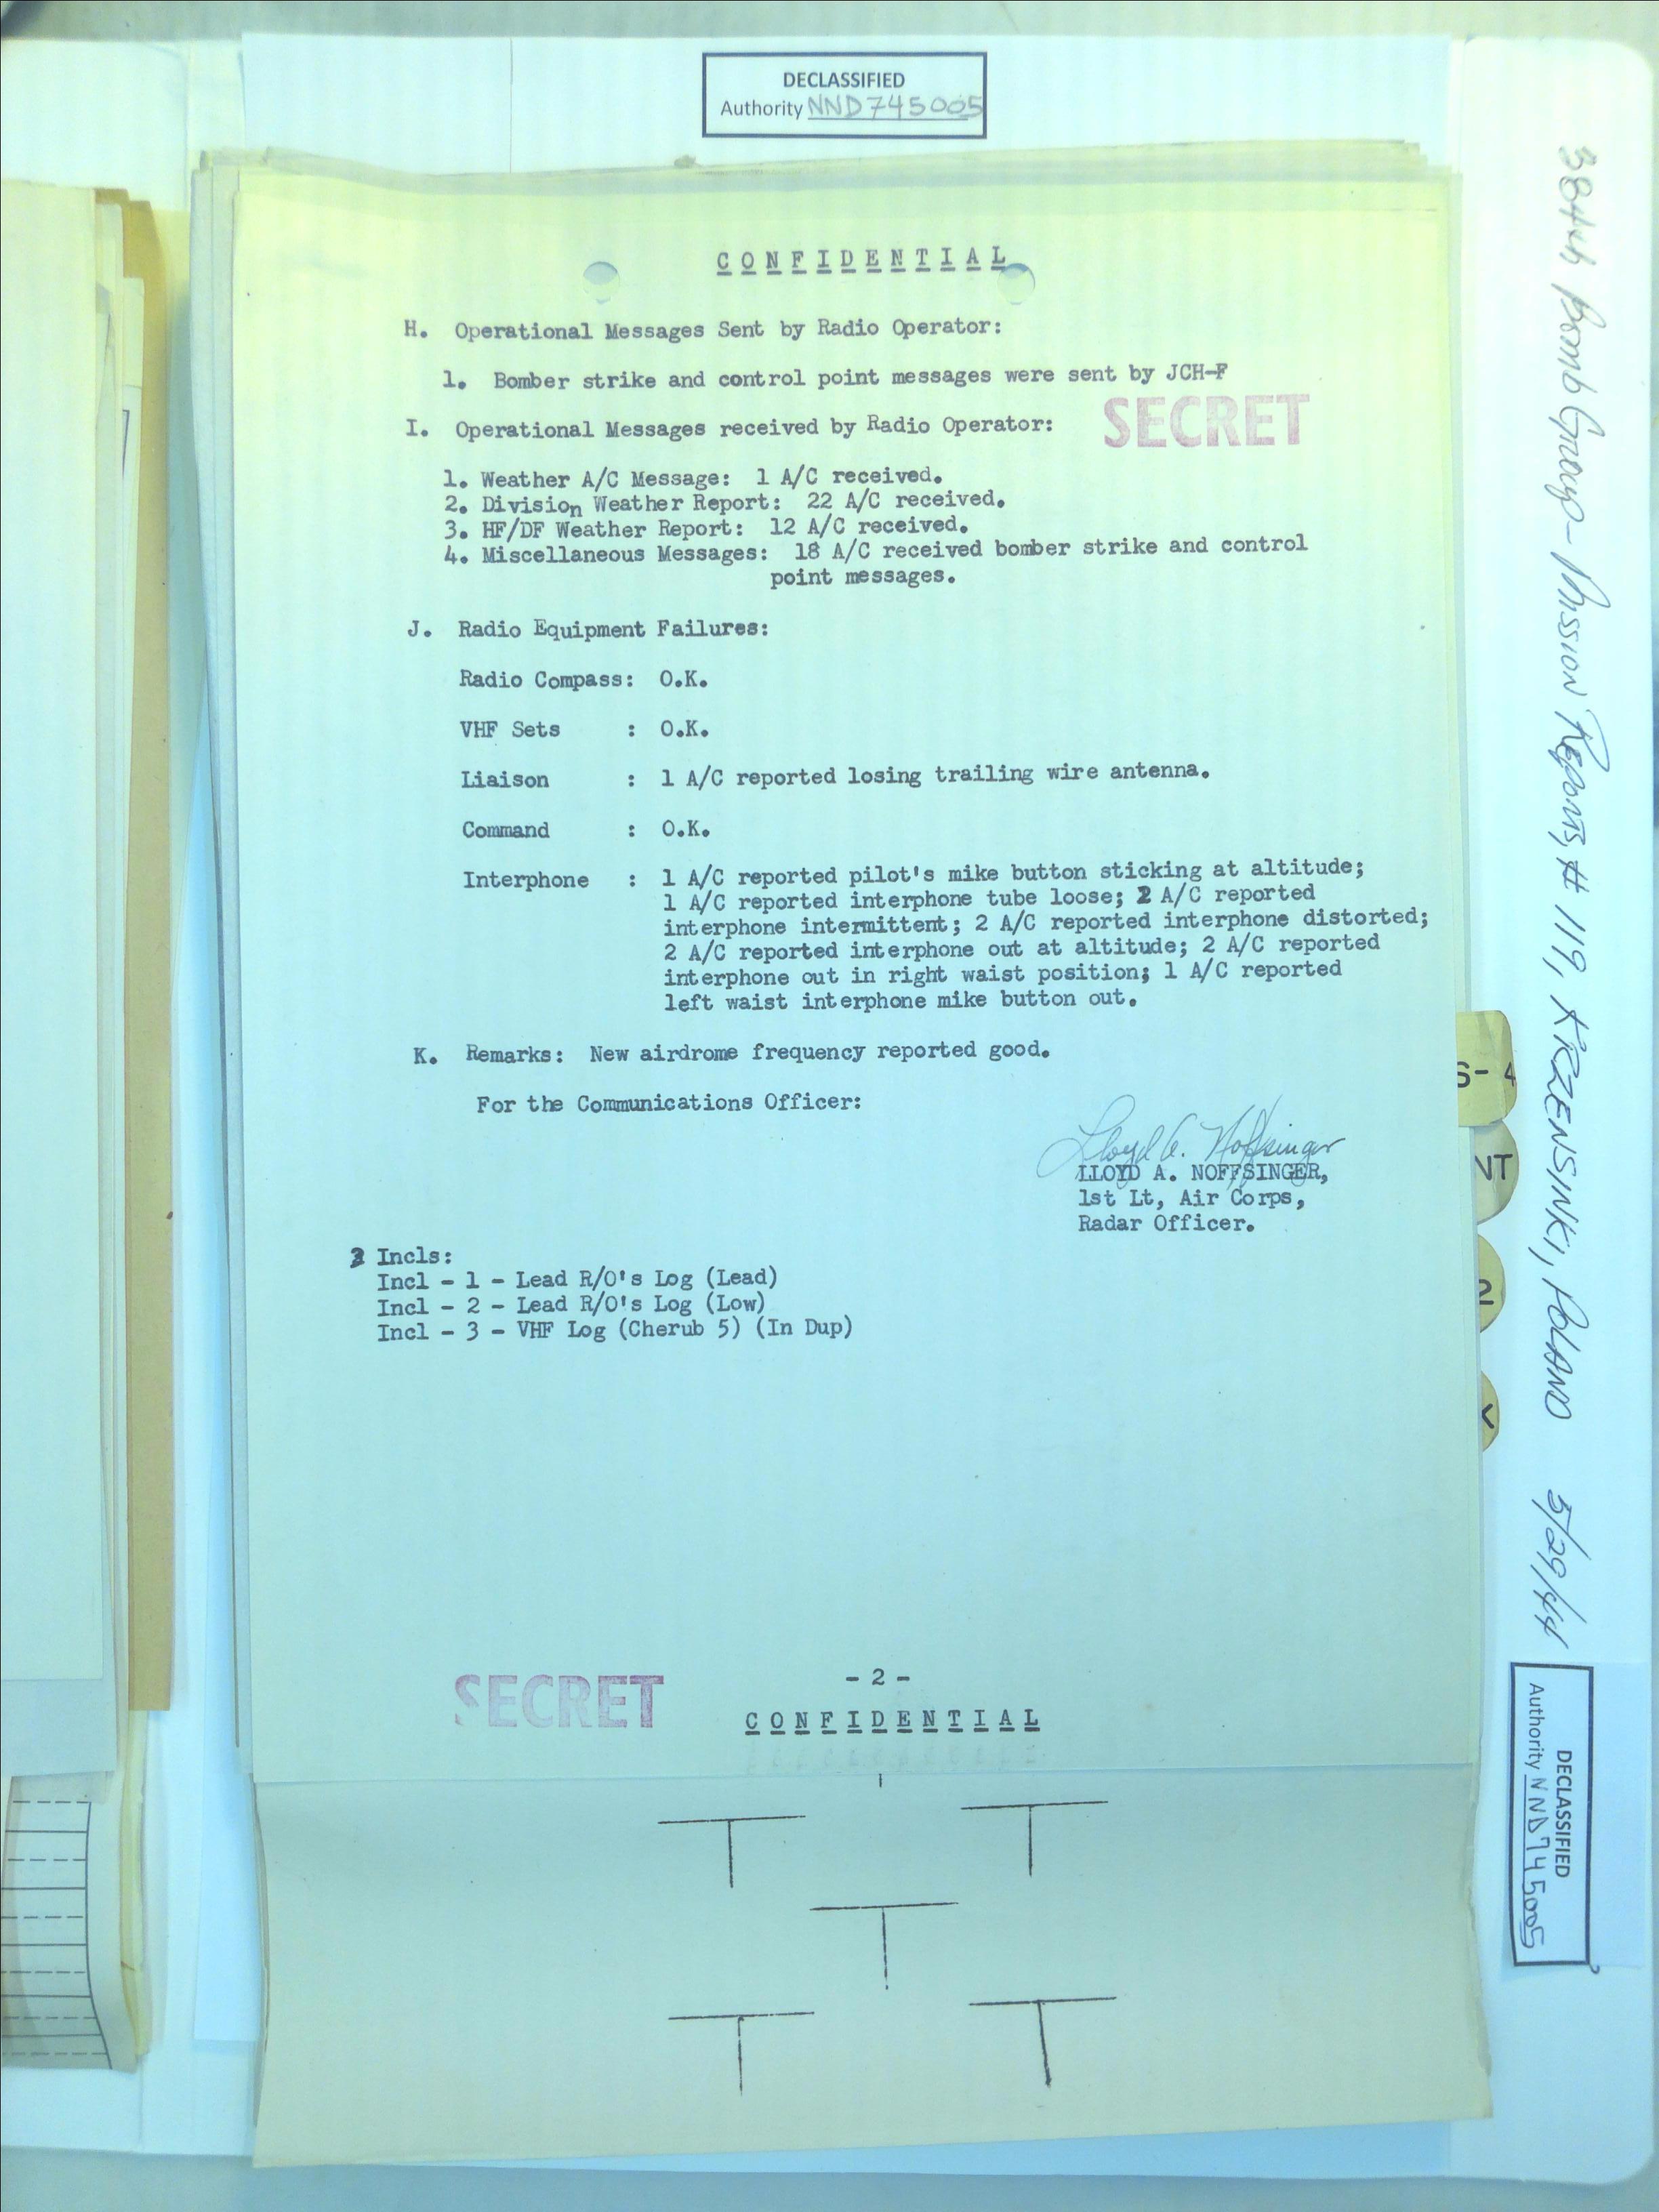 DECLASSIFIED
Authority NND745005
CONFIDENTIAL
H. Operational Messages Sent by Radio Operator:
1. Bomber strike and control point messages were sent by JCH-F
SECRET
I. Operational Messages received by Radio Operator:
1. Weather A/C Message: 1 A/C received.
2. Division Weather Report: 22 A/C received.
3. HF/DF Weather Report: 12 A/C received.
4. Miscellaneous Messages: 18 A/C received bomber strike and control
point messages.
J. Radio Equipment Failures:
Radio Compass: O.K.
VHF Sets : O.K.
Liaison : 1 A/C reported losing trailing wire antenna.
Command : O.K.
Interphone : 1 A/C reported pilot's mike button sticking at altitude;
1 A/C reported interphone tube loose; 2 A/C reported
interphone intermittent; 2 A/C reported interphone distorted;
2 A/C reported interphone out at altitude; 2 A/C reported
interphone out in right waist position; 1 A/C reported
left waist interphone mike button out.
K. Remarks: New airdrome frequency reported good.
For the Communications Officer:
Lloyd A. Noffsinger
LLOYD A. NOFFSINGER,
1st Lt, Air Corps,
Radar Officer.
3 Incls:
Incl - 1 - Lead R/O's Log (Lead)
Incl - 2 - Lead R/O's Log (Low)
Incl - 3 - VHF Log (Cherub 5) (In Dup)
SECRET
- 2 -
CONFIDENTIAL
384th Bomb Group - Mission Reports, # 119, KRZENSINKI, POLAND 5/29/44
DECLASSIFIED
Authority NND745005
S-4
NT